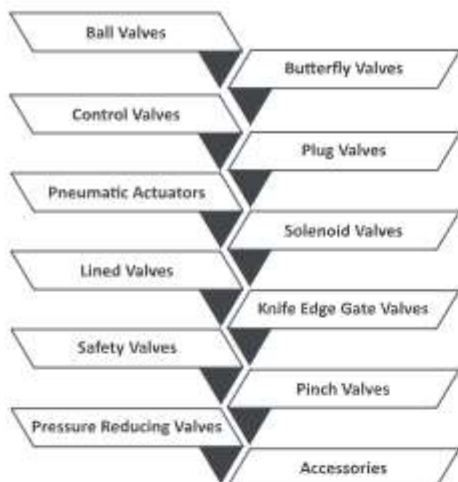 Ball Valves
Butterfly Valves
Control Valves
Plug Valves
Pneumatic Actuators
Solenoid Valves
Lined Valves
Knife Edge Gate Valves
Safety Valves
Pinch Valves
Pressure Reducing Valves
Accessories